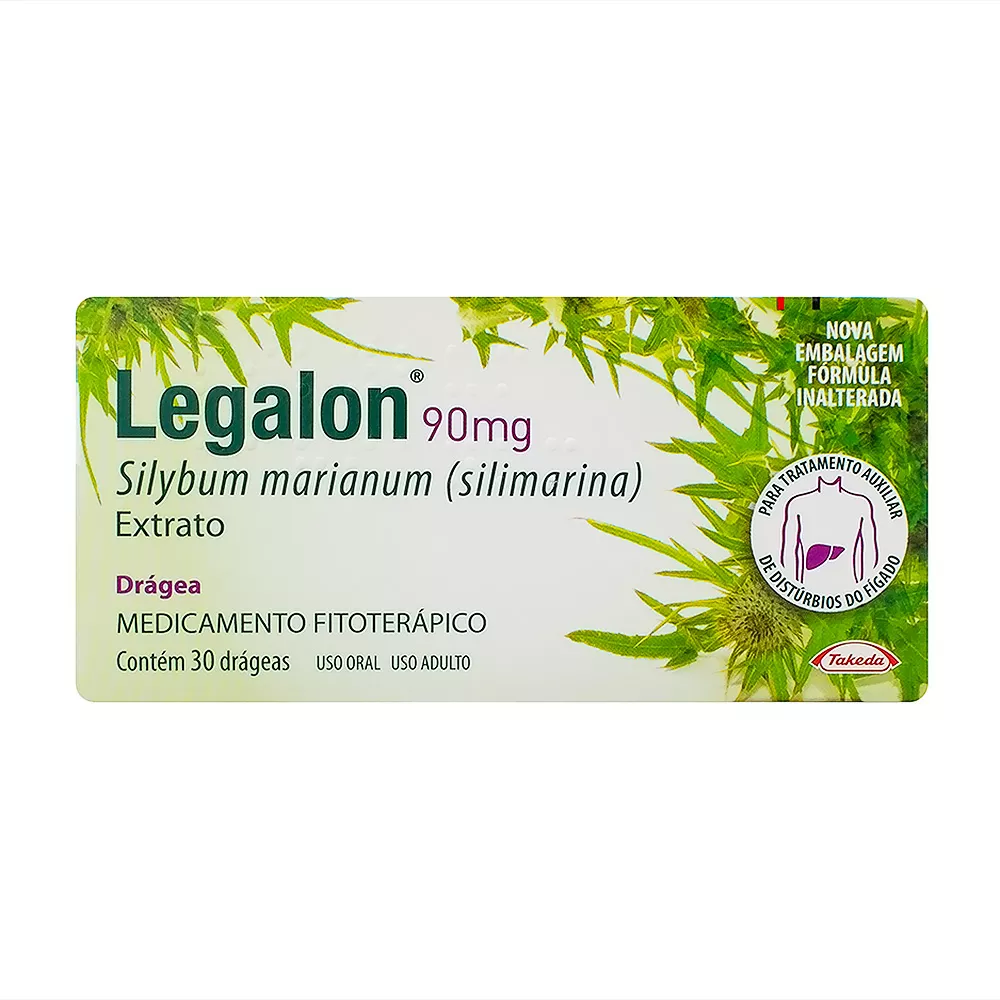 Legalon® 90mg
Silybum marianum (silimarina)
Extrato
Drágea
MEDICAMENTO FITOTERÁPICO
Contém 30 drágeas USO ORAL USO ADULTO
NOVA
EMBALAGEM
FÓRMULA
INALTERADA
PARA TRATAMENTO AUXILIAR
DE DISTÚRBIOS DO FÍGADO
Takeda